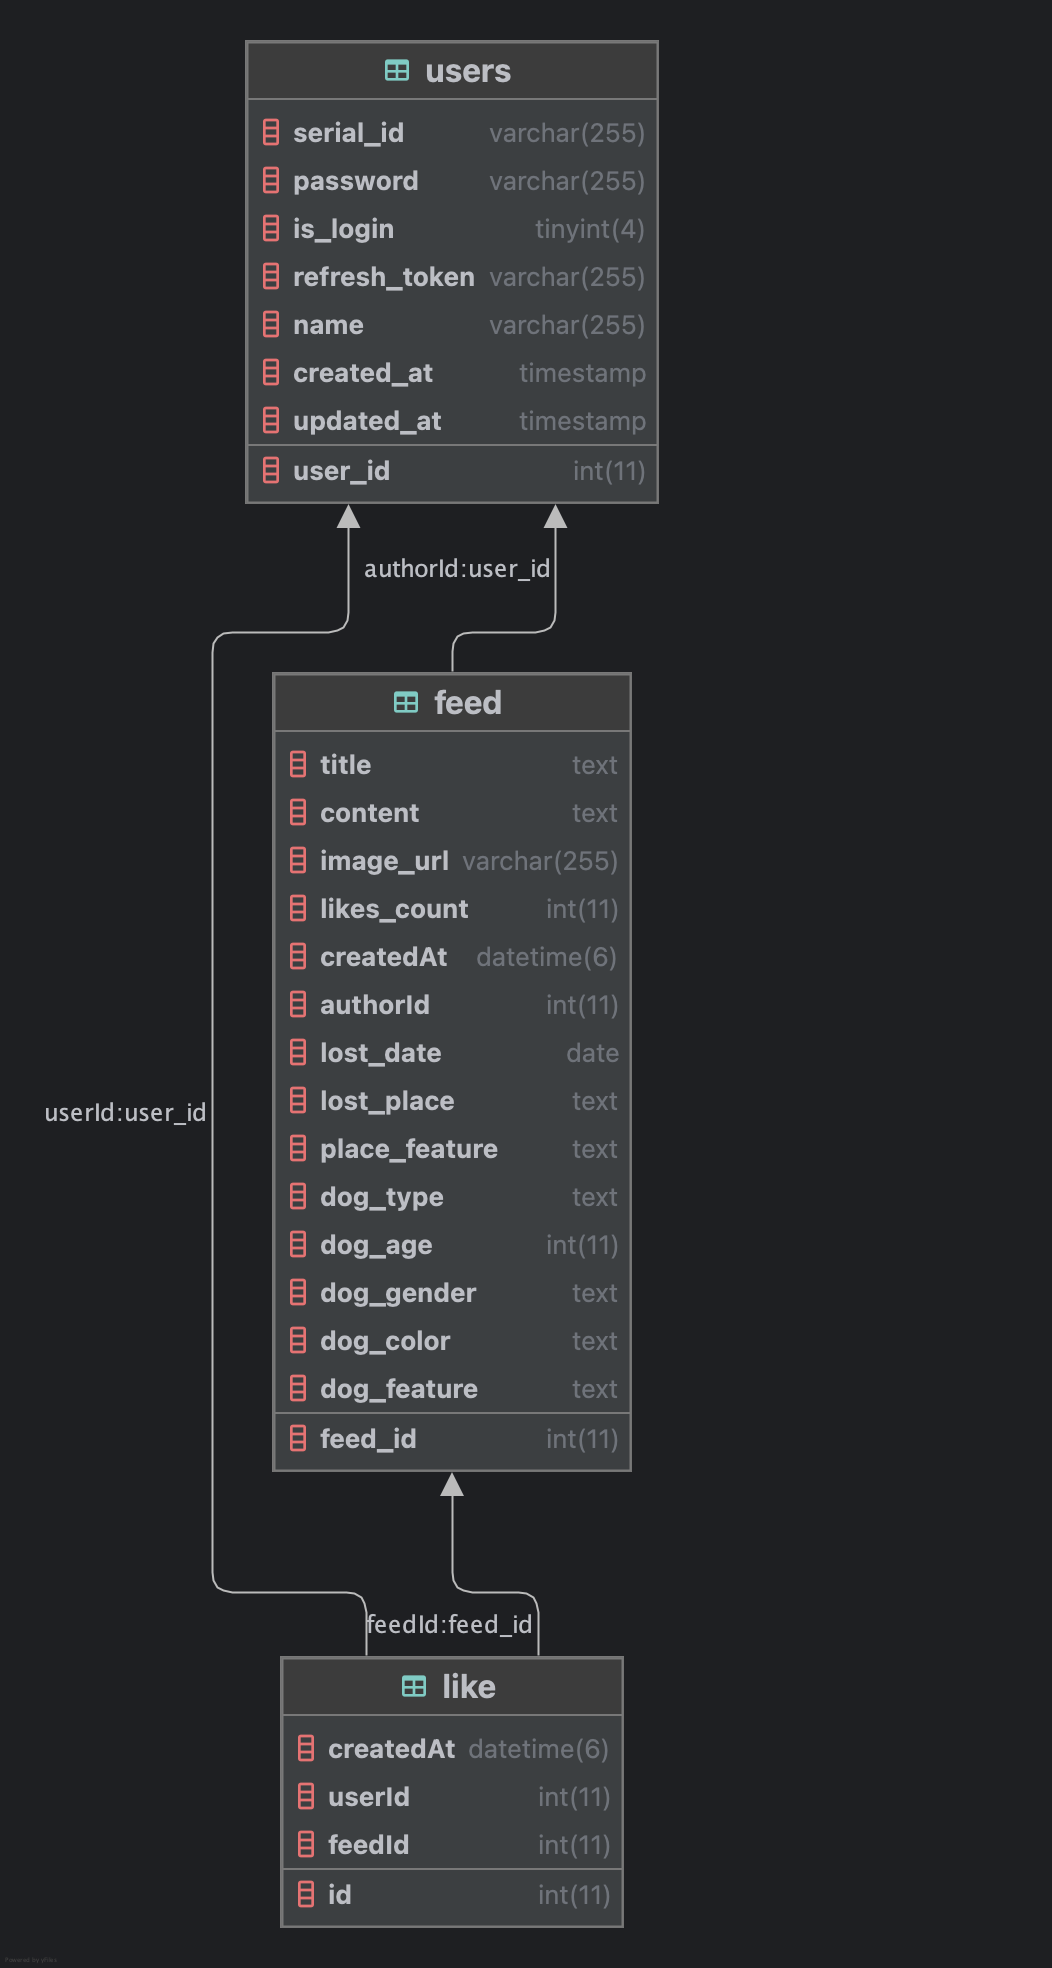 users
serial_id varchar(255)
password varchar(255)
is_login tinyint(4)
refresh_token varchar(255)
name varchar(255)
created_at timestamp
updated_at timestamp
user_id int(11)
authorId:user_id
feed
title text
content text
image_url varchar(255)
likes_count int(11)
createdAt datetime(6)
authorId int(11)
lost_date date
lost_place text
userId:user_id
place_feature text
dog_type text
dog_age int(11)
dog_gender text
dog_color text
dog_feature text
feed_id int(11)
feedId:feed_id
like
createdAt datetime(6)
userId int(11)
feedId int(11)
id int(11)
Powered by yFiles